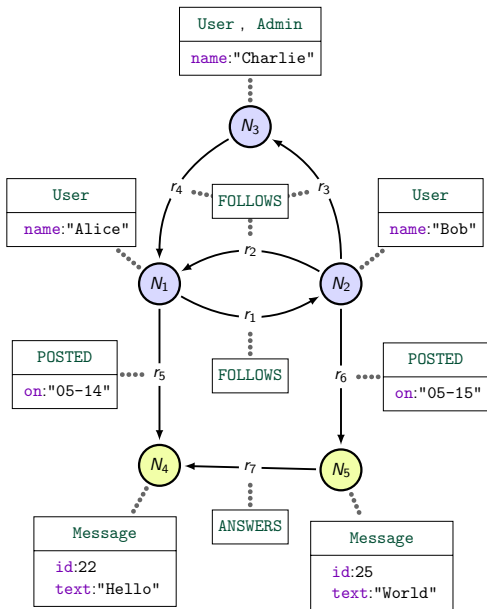 User , Admin
name:"Charlie"
N3
r4
r3
FOLLOWS
User
name:"Alice"
User
name:"Bob"
r2
N1
N2
r1
FOLLOWS
POSTED
on:"05-14"
r5
r6
POSTED
on:"05-15"
N4
r7
N5
ANSWERS
Message
id:22
text:"Hello"
Message
id:25
text:"World"